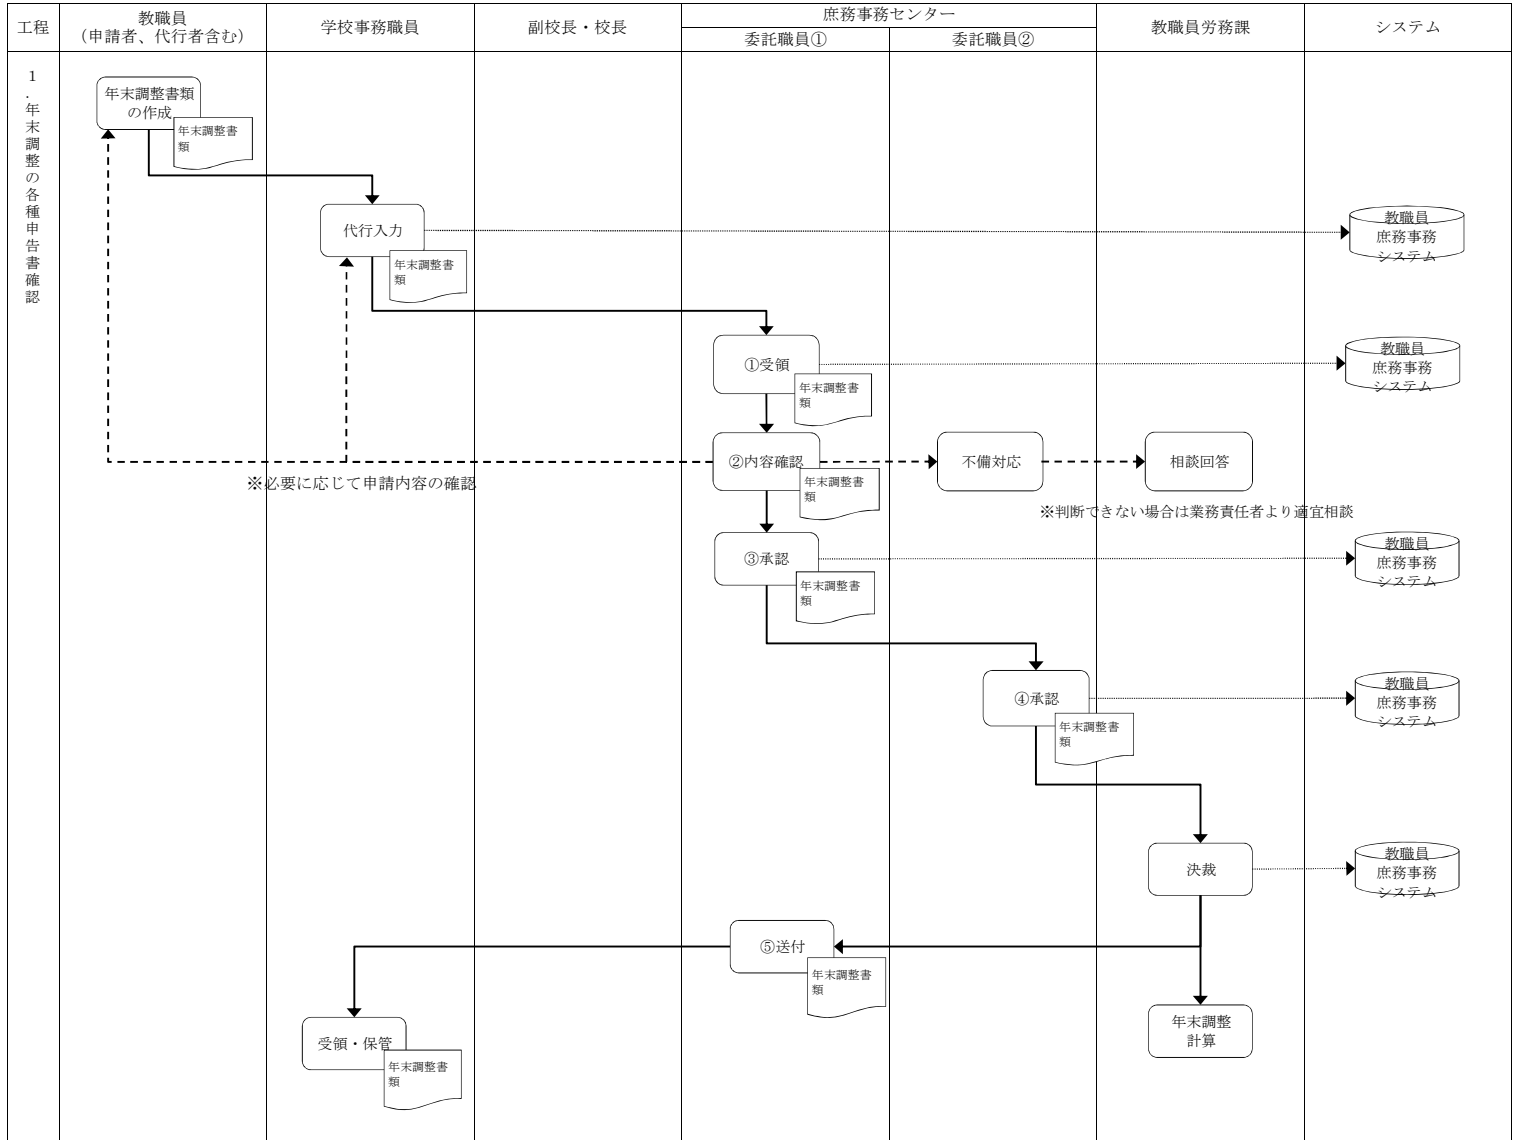 工程
教職員
（申請者、代行者含む）
学校事務職員
副校長・校長
庶務事務センター
委託職員①
委託職員②
教職員労務課
システム
1.年末調整の各種申告書確認
年末調整書類
の作成
年末調整書
類
代行入力
年末調整書
類
教職員
庶務事務
システム
①受領
年末調整書
類
教職員
庶務事務
システム
②内容確認
年末調整書
類
不備対応
相談回答
※必要に応じて申請内容の確認
※判断できない場合は業務責任者より適宜相談
③承認
年末調整書
類
教職員
庶務事務
システム
④承認
年末調整書
類
教職員
庶務事務
システム
決裁
教職員
庶務事務
システム
⑤送付
年末調整書
類
受領・保管
年末調整書
類
年末調整
計算